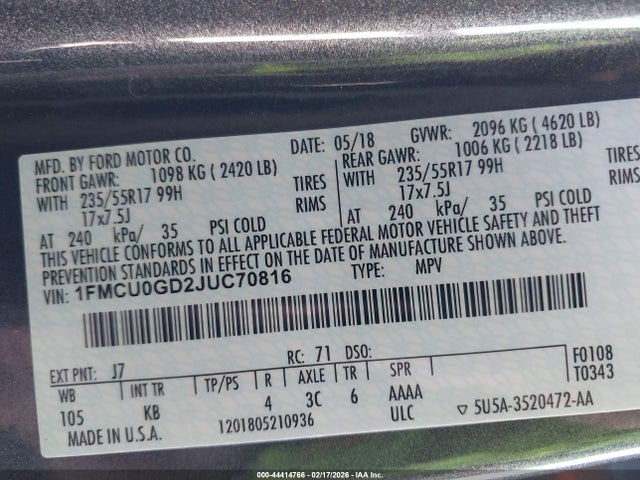 MFD. BY FORD MOTOR CO.
DATE: 05/18 GVWR: 2096 KG ( 4620 LB)
FRONT GAWR: 1098 KG ( 2420 LB)
REAR GAWR: 1006 KG ( 2218 LB)
WITH 235/55R17 99H TIRES
WITH 235/55R17 99H TIRES
17x7.5J RIMS
17x7.5J RIMS
AT 240 kPa/ 35 PSI COLD
AT 240 kPa/ 35 PSI COLD
THIS VEHICLE CONFORMS TO ALL APPLICABLE FEDERAL MOTOR VEHICLE SAFETY AND THEFT
PREVENTION STANDARDS IN EFFECT ON THE DATE OF MANUFACTURE SHOWN ABOVE.
VIN: 1FMCU0GD2JUC70816 TYPE: MPV
EXT PNT: J7 RC: 71 DSO: F0108
T0343
WB INT TR TP/PS R AXLE TR SPR
105 KB 4 3C 6 AAAA
ULC
MADE IN U.S.A. 1201805210936 ▽ 5U5A-3520472-AA
000-44414766 - 02/17/2026 - IAA Inc.